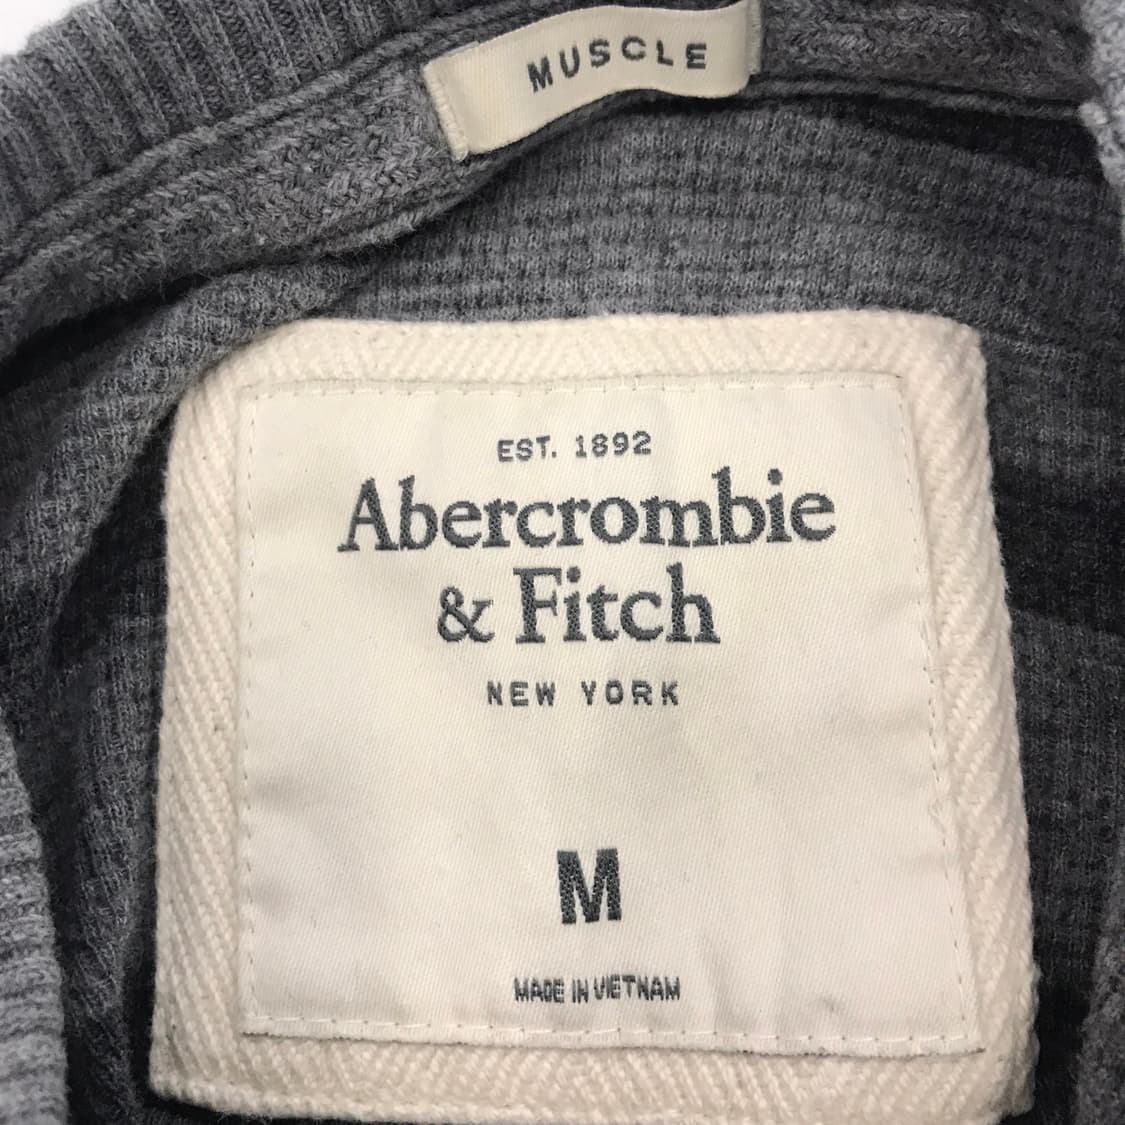 MUSCLE
EST. 1892
Abercrombie
& Fitch
NEW YORK
M
MADE IN VIETNAM